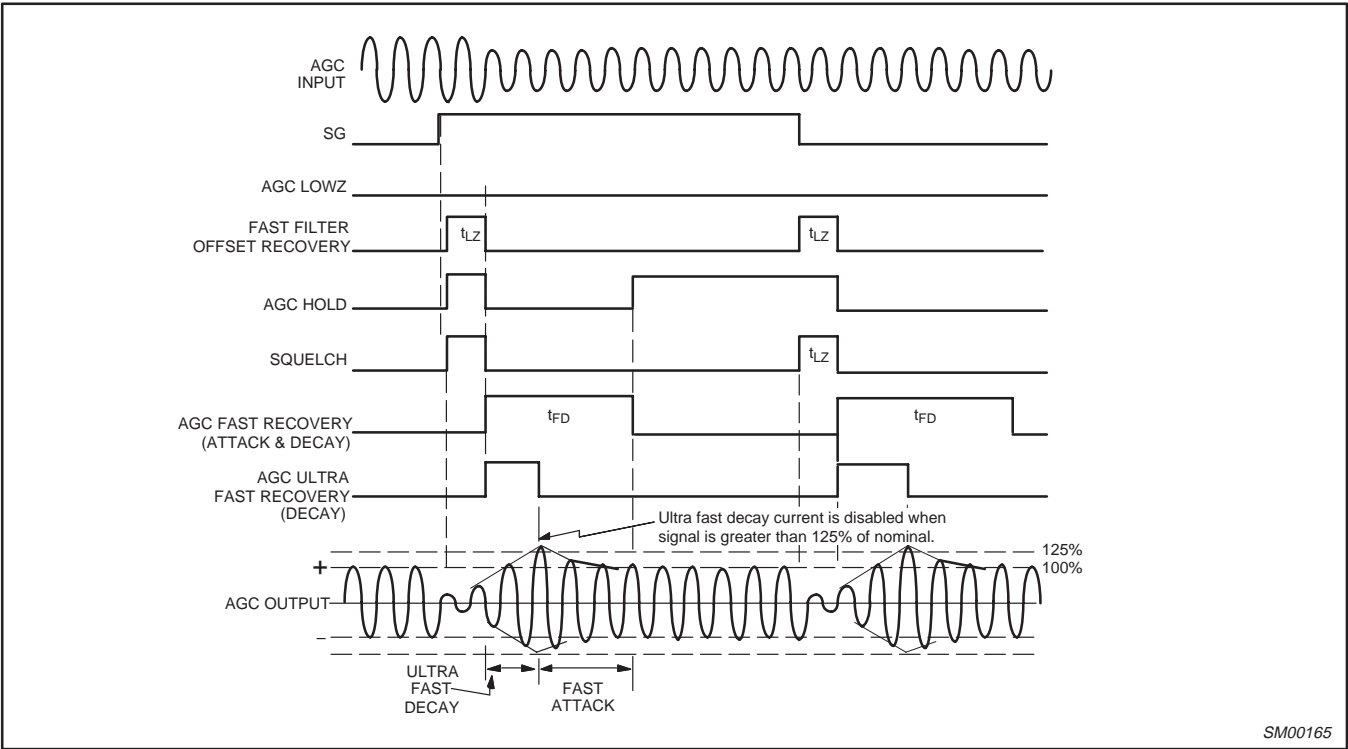 AGC
INPUT
SG
AGC LOWZ
FAST FILTER
OFFSET RECOVERY
tLZ
tLZ
AGC HOLD
SQUELCH
tLZ
AGC FAST RECOVERY
(ATTACK & DECAY)
tFD
tFD
AGC ULTRA
FAST RECOVERY
(DECAY)
Ultra fast decay current is disabled when
signal is greater than 125% of nominal.
125%
+
100%
AGC OUTPUT
–
ULTRA
FAST
DECAY
FAST
ATTACK
SM00165